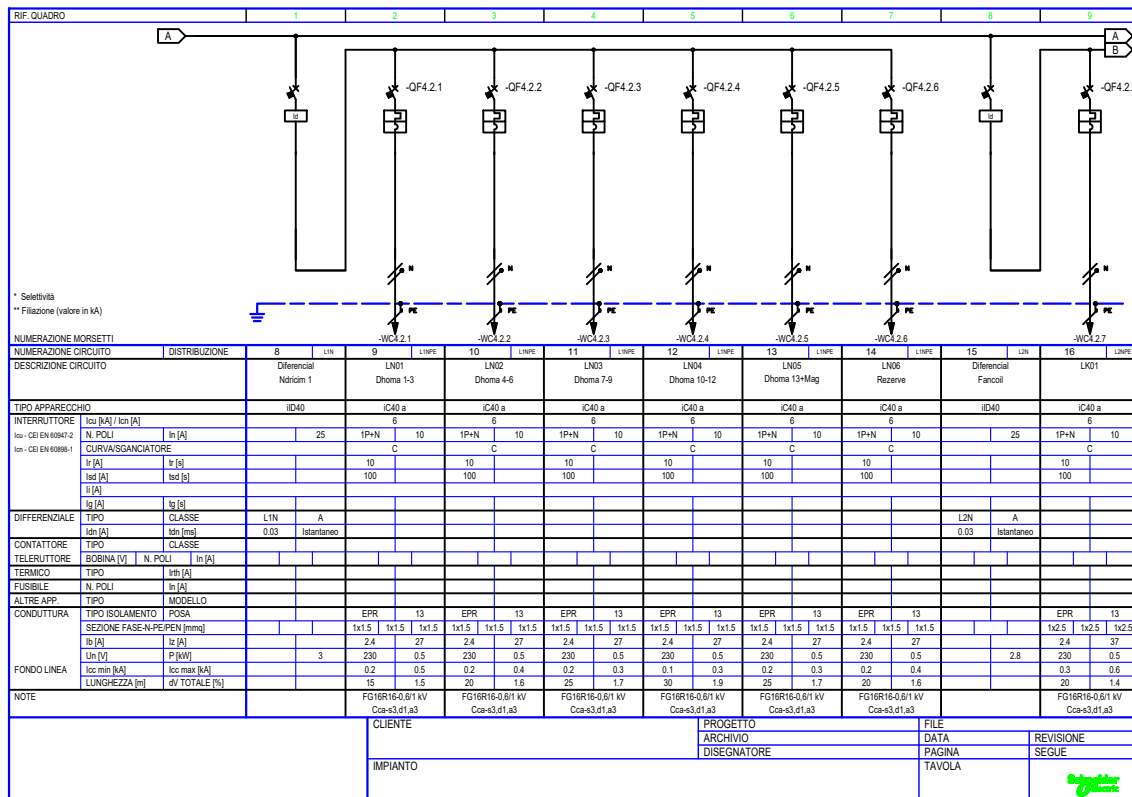 RIF. QUADRO 1 2 3 4 5 6 7 8 9
A A
B
-QF4.2.1 -QF4.2.2 -QF4.2.3 -QF4.2.4 -QF4.2.5 -QF4.2.6 -QF4.2.
Id Id
N N N N N N N
* Selettività
** Filiazione (valore in kA)
PE PE PE PE PE PE PE
NUMERAZIONE MORSETTI -WC4.2.1 -WC4.2.2 -WC4.2.3 -WC4.2.4 -WC4.2.5 -WC4.2.6 -WC4.2.7
NUMERAZIONE CIRCUITO DISTRIBUZIONE 8 L1N 9 L1NPE 10 L1NPE 11 L1NPE 12 L1NPE 13 L1NPE 14 L1NPE 15 L2N 16 L2NPE
DESCRIZIONE CIRCUITO Diferencial LN01 LN02 LN03 LN04 LN05 LN06 Diferencial LK01
Ndricim 1 Dhoma 1-3 Dhoma 4-6 Dhoma 7-9 Dhoma 10-12 Dhoma 13+Mag Rezerve Fancoil
TIPO APPARECCHIO iID40 iC40 a iC40 a iC40 a iC40 a iC40 a iC40 a iID40 iC40 a
INTERRUTTORE Icu [kA] / Icn [A] 6 6 6 6 6 6 6
Icu - CEI EN 60947-2 N. POLI In [A] 25 1P+N 10 1P+N 10 1P+N 10 1P+N 10 1P+N 10 1P+N 10 25 1P+N 10
Icn - CEI EN 60898-1 CURVA/SGANCIATORE C C C C C C C
Ir [A] tr [s] 10 10 10 10 10 10 10
Isd [A] tsd [s] 100 100 100 100 100 100 100
Ii [A]
Ig [A] tg [s]
DIFFERENZIALE TIPO CLASSE L1N A L2N A
Idn [A] tdn [ms] 0.03 Istantaneo 0.03 Istantaneo
CONTATTORE TIPO CLASSE
TELERUTTORE BOBINA [V] N. POLI In [A]
TERMICO TIPO Irth [A]
FUSIBILE N. POLI In [A]
ALTRE APP. TIPO MODELLO
CONDUTTURA TIPO ISOLAMENTO POSA EPR 13 EPR 13 EPR 13 EPR 13 EPR 13 EPR 13 EPR 13
SEZIONE FASE-N-PE/PEN [mmq] 1x1.5 1x1.5 1x1.5 1x1.5 1x1.5 1x1.5 1x1.5 1x1.5 1x1.5 1x1.5 1x1.5 1x1.5 1x1.5 1x1.5 1x1.5 1x1.5 1x1.5 1x1.5 1x2.5 1x2.5 1x2.5
Ib [A] Iz [A] 2.4 27 2.4 27 2.4 27 2.4 27 2.4 27 2.4 27 2.4 37
Un [V] P [kW] 3 230 0.5 230 0.5 230 0.5 230 0.5 230 0.5 230 0.5 2.8 230 0.5
FONDO LINEA Icc min [kA] Icc max [kA] 0.2 0.5 0.2 0.4 0.2 0.3 0.1 0.3 0.2 0.3 0.2 0.4 0.3 0.6
LUNGHEZZA [m] dV TOTALE [%] 15 1.5 20 1.6 25 1.7 30 1.9 25 1.7 20 1.6 20 1.4
NOTE FG16R16-0,6/1 kV FG16R16-0,6/1 kV FG16R16-0,6/1 kV FG16R16-0,6/1 kV FG16R16-0,6/1 kV FG16R16-0,6/1 kV FG16R16-0,6/1 kV
Cca-s3,d1,a3 Cca-s3,d1,a3 Cca-s3,d1,a3 Cca-s3,d1,a3 Cca-s3,d1,a3 Cca-s3,d1,a3 Cca-s3,d1,a3
CLIENTE PROGETTO FILE
ARCHIVIO DATA REVISIONE
DISEGNATORE PAGINA SEGUE
IMPIANTO TAVOLA
Schneider
Electric